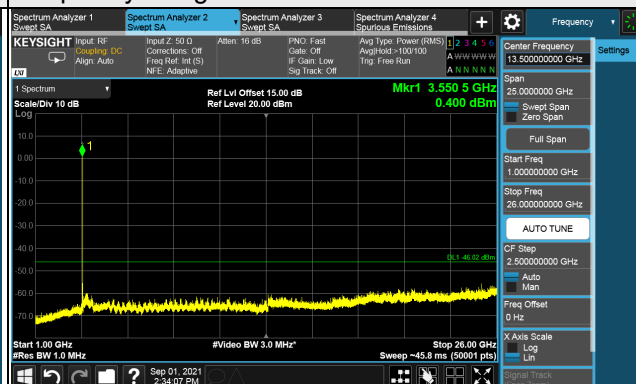 Spectrum Analyzer 1
Swept SA
Spectrum Analyzer 2
Swept SA
Spectrum Analyzer 3
Swept SA
Spectrum Analyzer 4
Spurious Emissions
Frequency
KEYSIGHT
Input: RF
Coupling: DC
Align: Auto
Input Z: 50 Ω
Corrections: Off
Freq Ref: Int (S)
NFE: Adaptive
Atten: 16 dB
PNO: Fast
Gate: Off
IF Gain: Low
Sig Track: Off
Avg Type: Power (RMS)
Avg|Hold:>100/100
Trig: Free Run
1 2 3 4 5 6
A W W W W W
A N N N N N
LXI
1 Spectrum
Scale/Div 10 dB
Log
Ref Lvl Offset 15.00 dB
Ref Level 20.00 dBm
Mkr1 3.550 5 GHz
0.400 dBm
10.0
0.00
-10.0
-20.0
-30.0
-40.0
-50.0
-60.0
-70.0
1
DL1 -46.02 dBm
Start 1.00 GHz
#Res BW 1.0 MHz
#Video BW 3.0 MHz*
Stop 26.00 GHz
Sweep ~45.8 ms (50001 pts)
Sep 01, 2021
2:34:07 PM
Center Frequency
13.500000000 GHz
Span
25.0000000 GHz
Swept Span
Zero Span
Full Span
Start Freq
1.000000000 GHz
Stop Freq
26.000000000 GHz
AUTO TUNE
CF Step
2.500000000 GHz
Auto
Man
Freq Offset
0 Hz
X Axis Scale
Log
Lin
Signal Track
Settings